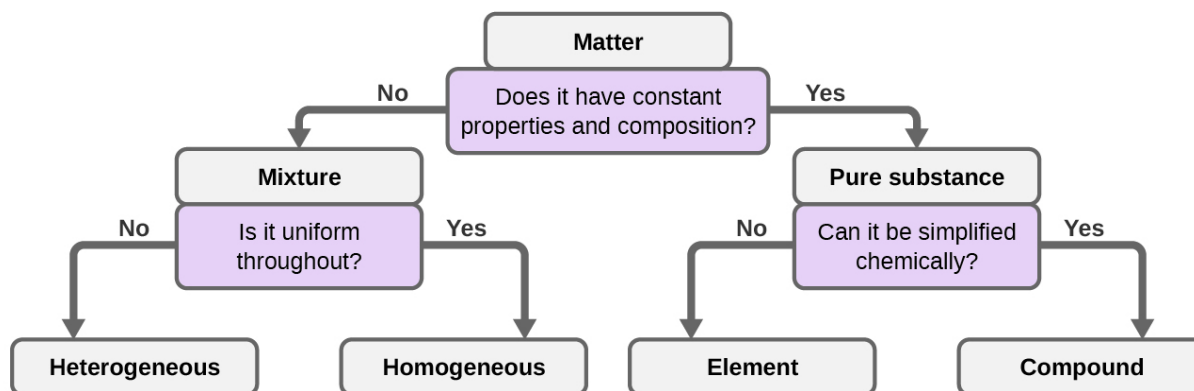 Matter
No
Does it have constant
properties and composition?
Yes
Mixture
Pure substance
No
Is it uniform
throughout?
Yes
No
Can it be simplified
chemically?
Yes
Heterogeneous
Homogeneous
Element
Compound